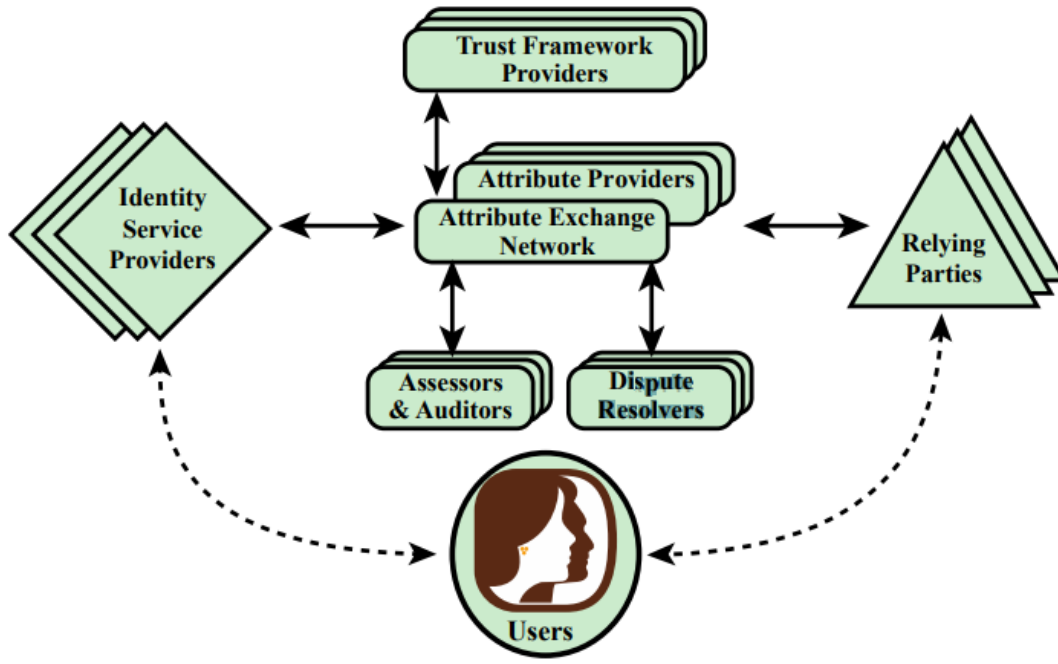 Trust Framework
Providers
Attribute Providers
Attribute Exchange
Network
Identity
Service
Providers
Relying
Parties
Assessors
& Auditors
Dispute
Resolvers
Users